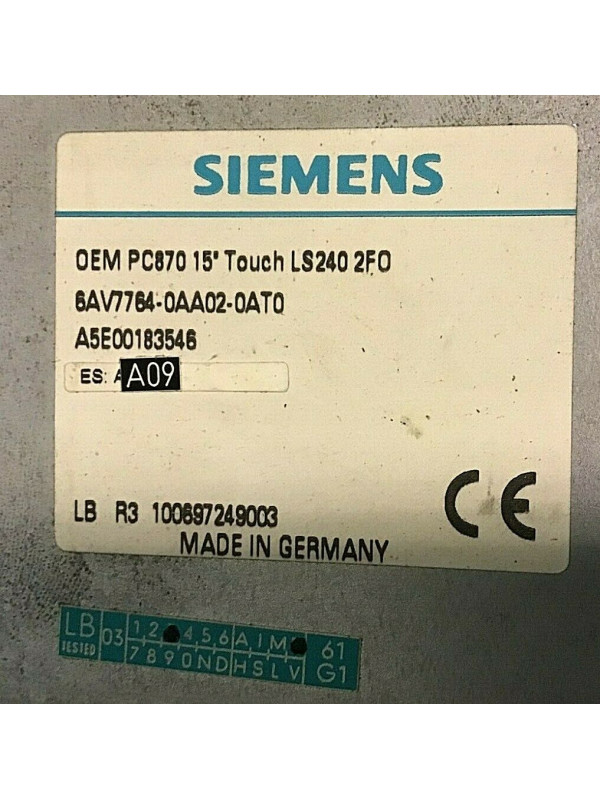 SIEMENS
OEM PC870 15" Touch LS240 2FO
6AV7764-0AA02-0AT0
A5E00183546
ES: A A09
LB R3 100697249003
MADE IN GERMANY
CE
LB 03 1,2 4,5,6 A I M 61
TESTED 7 8 9 O N D H S L V G1